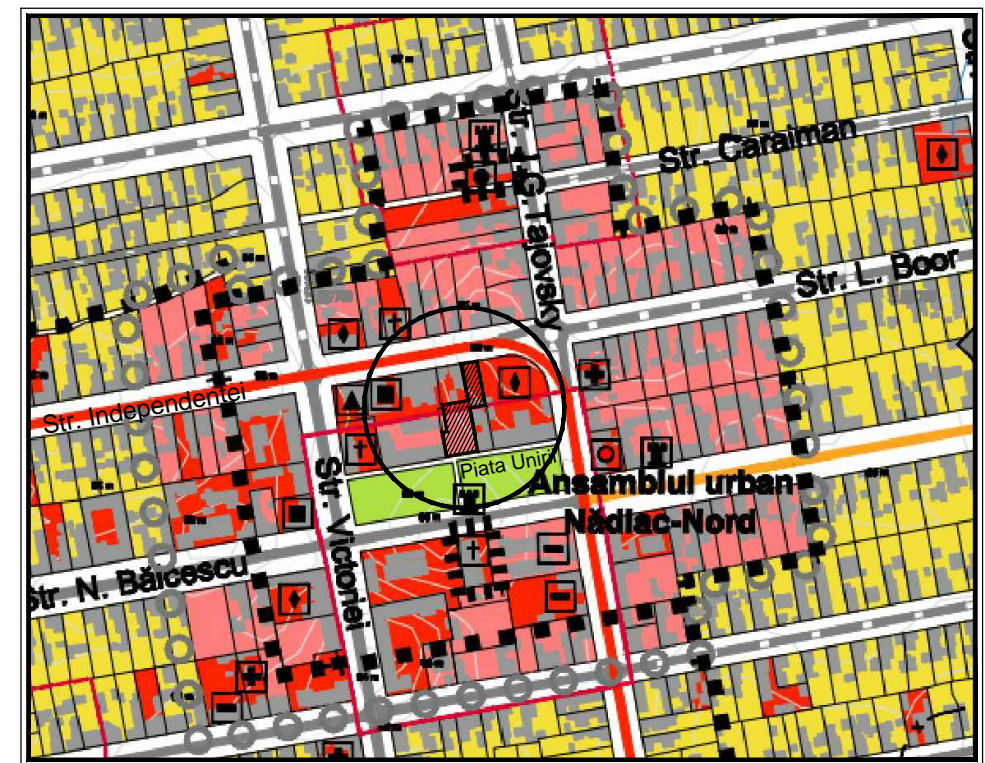 Str. Caraiman
Str. I.G. Tajovsky
Str. L. Boor
Str. Independentei
Piata Unirii
Ansamblul urban
Nădlac-Nord
Str. Victoriei
Str. N. Bălcescu